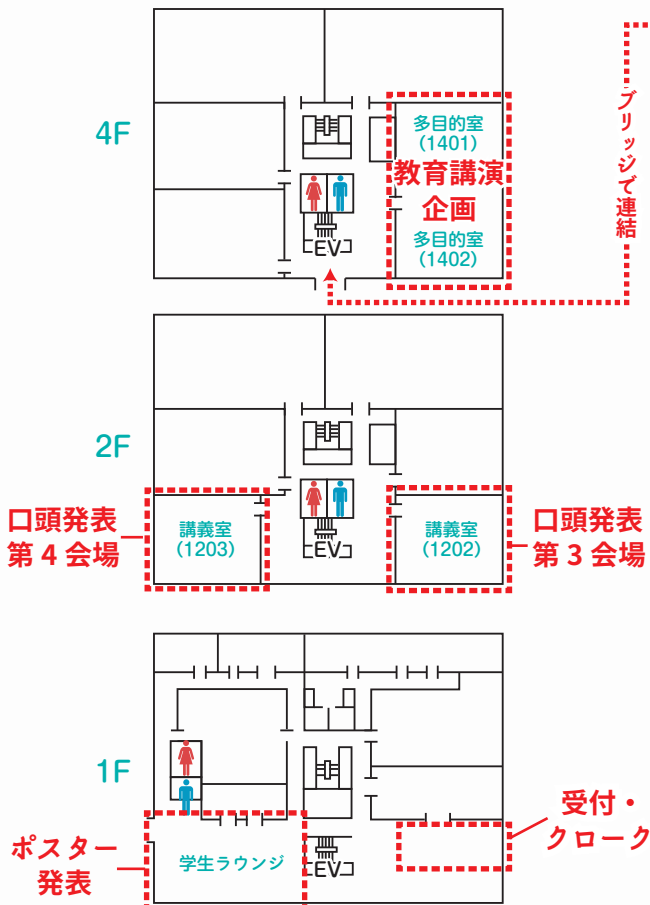 4F
多目的室
(1401)
教育講演
企画
多目的室
(1402)
EV
ブリッジで連結
2F
口頭発表
第4会場
講義室
(1203)
EV
講義室
(1202)
口頭発表
第3会場
1F
受付・
クローク
ポスター
発表
学生ラウンジ
EV